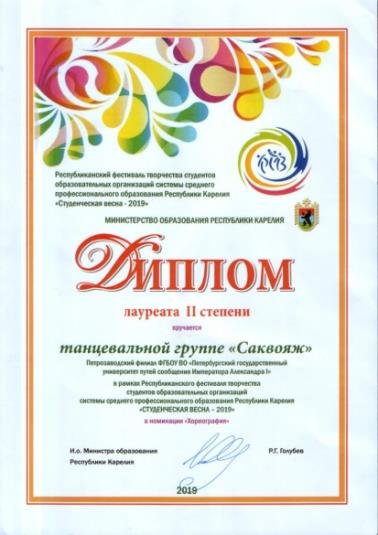 Республиканский фестиваль творчества студентов
образовательных организаций системы среднего
профессионального образования Республики Карелия
«Студенческая весна - 2019»
МИНИСТЕРСТВО ОБРАЗОВАНИЯ РЕСПУБЛИКИ КАРЕЛИЯ
ДИПЛОМ
лауреата II степени
вручается
танцевальной группе «Саквояж»
Петрозаводский филиал ФГБОУ ВО «Петербургский государственный
университет путей сообщения Императора Александра I»
в рамках Республиканского фестиваля творчества
студентов образовательных организаций
системы среднего профессионального образования Республики Карелия
«СТУДЕНЧЕСКАЯ ВЕСНА – 2019»
в номинации «Хореография»
И.о. Министра образования
Республики Карелия
Р.Г. Голубев
2019